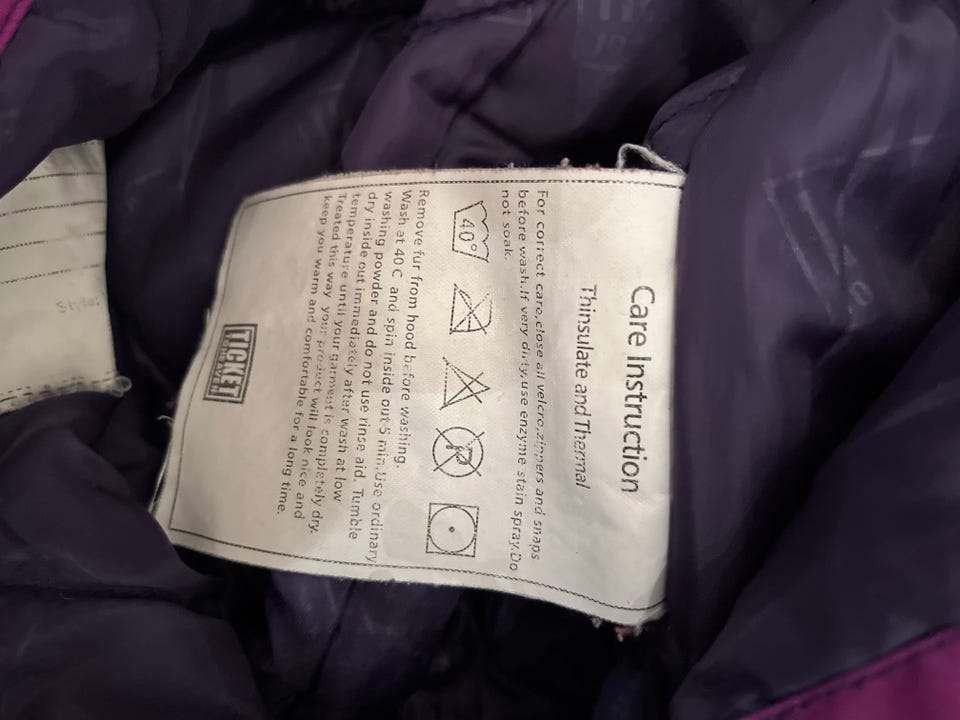 Care Instruction
Thinsulate and Thermal
For correct care,close all velcro,zippers and snaps
before wash.If very dirty,use enzyme stain spray.Do
not soak.
40°
P
Remove fur from hood before washing.
Wash at 40 C and spin inside out 5 min.Use ordinary
washing powder and do not use rinse aid. Tumble
dry inside out immediately after wash at low
temperature until your garment is completely dry.
Treated this way your product will look nice and
keep you warm and comfortable for a long time.
TICKET
TO HEAVEN